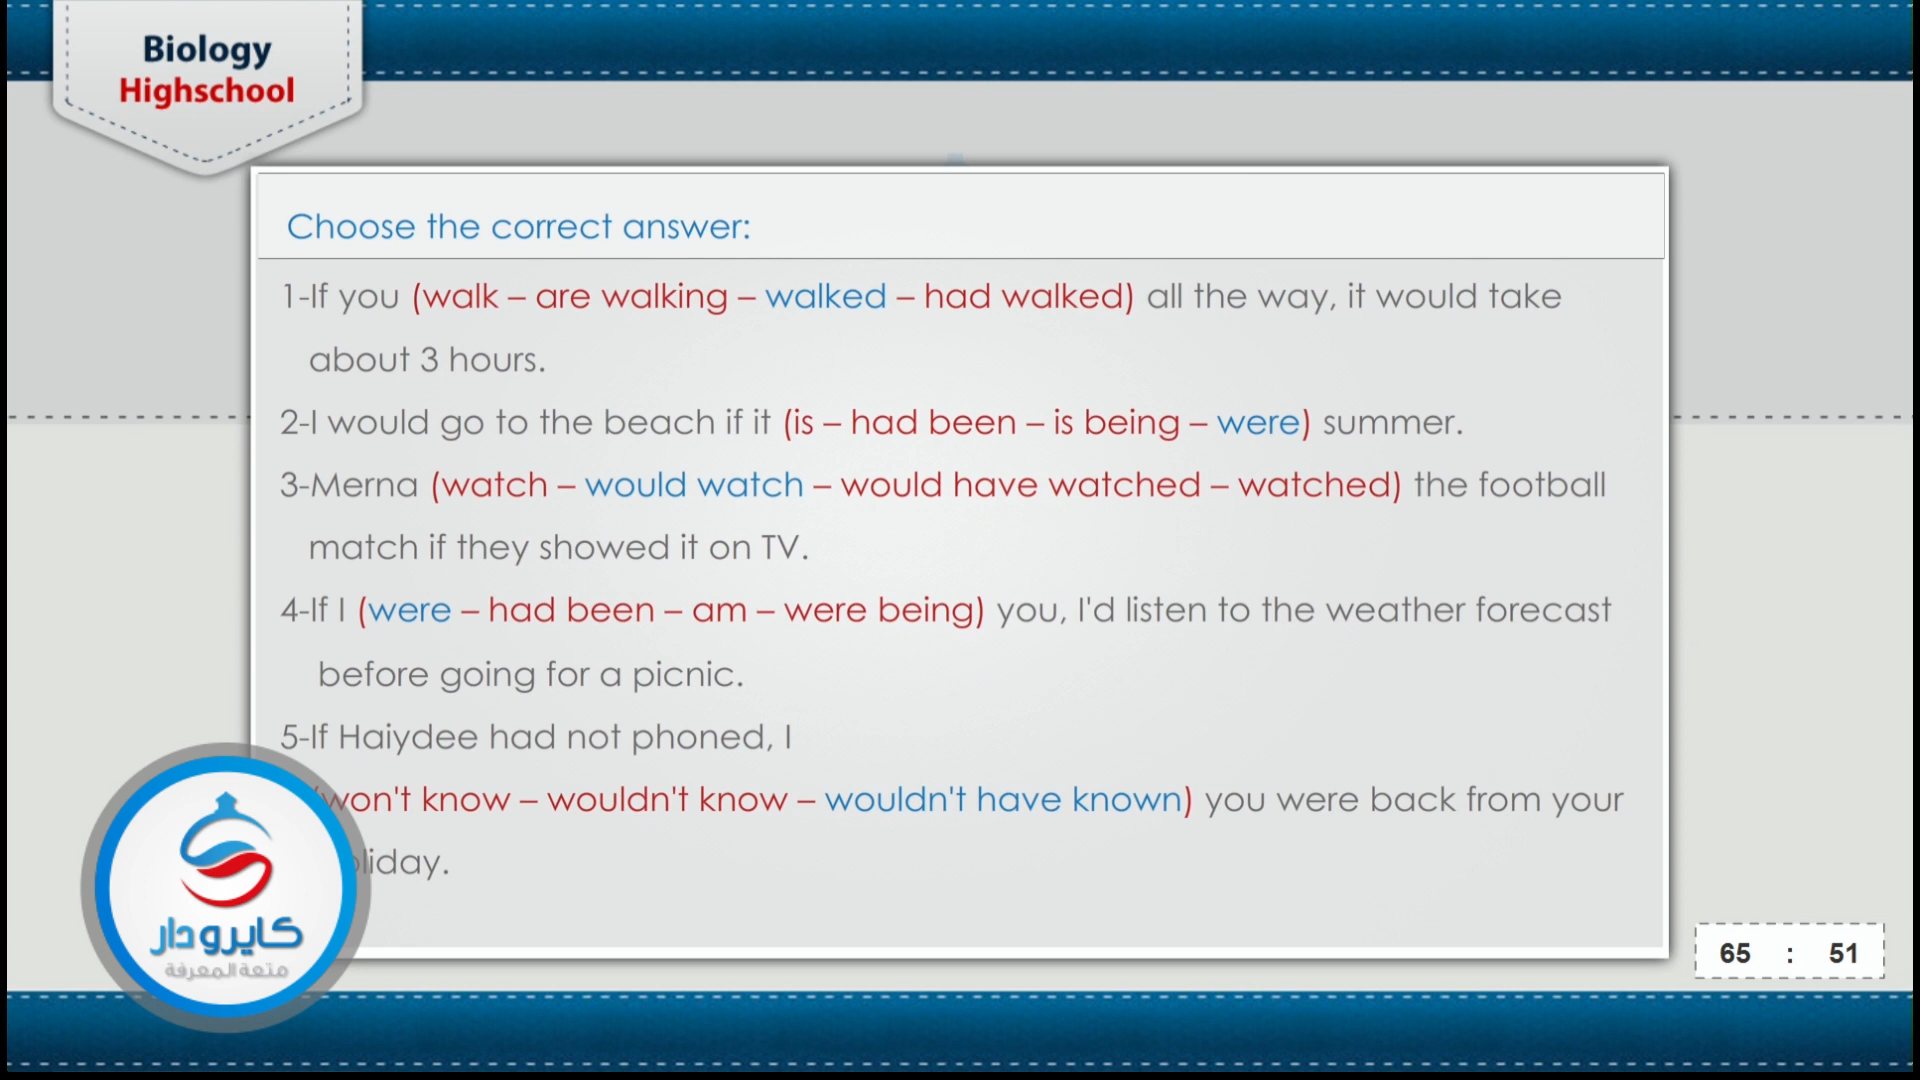 Biology
Highschool
Choose the correct answer:
1-If you (walk – are walking – walked – had walked) all the way, it would take
about 3 hours.
2-I would go to the beach if it (is – had been – is being – were) summer.
3-Merna (watch – would watch – would have watched – watched) the football
match if they showed it on TV.
4-If I (were – had been – am – were being) you, I'd listen to the weather forecast
before going for a picnic.
5-If Haiydee had not phoned, I
(won't know – wouldn't know – wouldn't have known) you were back from your
liday.
كايرودار
متعة المعرفة
65 : 51